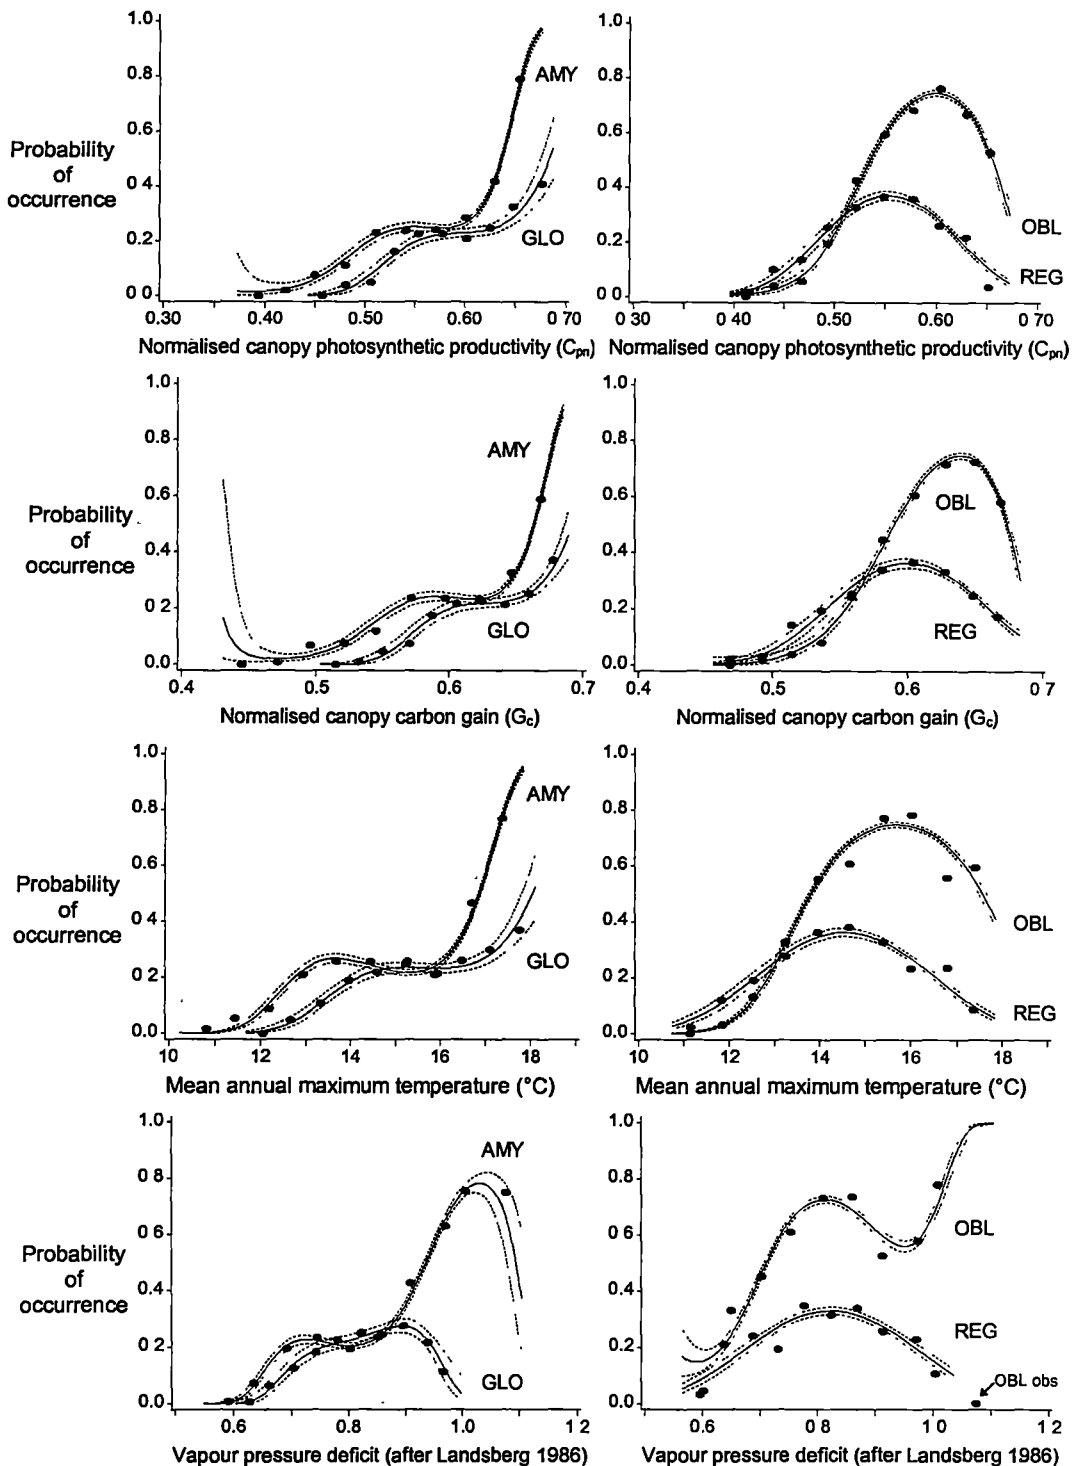 1.0
0.8
0.6
0 4
0.2
0 0
Probability
of
occurrence
AMY
GLO
0 30
0.40
0.50
0.60
0 70
Normalised canopy photosynthetic productivity (Cpn)
1.0
0.8
0.6
0.4
0.2
0 0
OBL
REG
0 30
0 40
0.50
0 60
0 70
Normalised canopy photosynthetic productivity (Cpn)
1.0
0.8
0.6
0.4
0 2
0.0
Probability
of
occurrence
AMY
GLO
0.4
0.5
0.6
0.7
Normalised canopy carbon gain (Gc)
1.0
0.8
0.6
0.4
0.2
0.0
OBL
REG
0.4
0.5
0.6
0 7
Normalised canopy carbon gain (Gc)
1.0
0.8
0.6
0 4
0.2
0.0
Probability
of
occurrence
AMY
GLO
10
12
14
16
18
Mean annual maximum temperature (°C)
1.0
0.8
0.6
0 4
0.2
0.0
OBL
REG
10
12
14
16
18
Mean annual maximum temperature (°C)
1.0
0 8
0.6
0.4
0.2
0.0
Probability
of
occurrence
AMY
GLO
0 6
0.8
1.0
1 2
Vapour pressure deficit (after Landsberg 1986)
1.0
0.8
0.6
0.4
0.2
0.0
OBL
REG
OBL obs
0.6
0 8
1 0
1 2
Vapour pressure deficit (after Landsberg 1986)